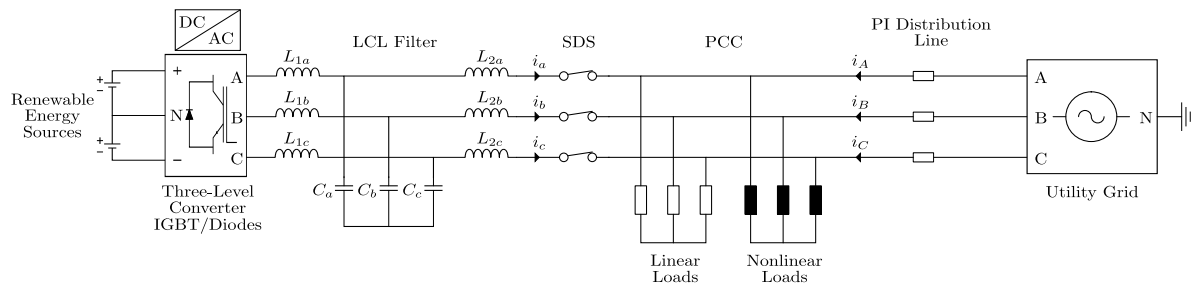 DC
AC
LCL Filter
SDS
PCC
PI Distribution
Line
Renewable
Energy
Sources
+
−
+
−
+
N
−
A
B
C
L1a
L1b
L1c
L2a
L2b
L2c
ia
ib
ic
iA
iB
iC
A
B
C
N
Ca
Cb
Cc
Three-Level
Converter
IGBT/Diodes
Linear
Loads
Nonlinear
Loads
Utility Grid